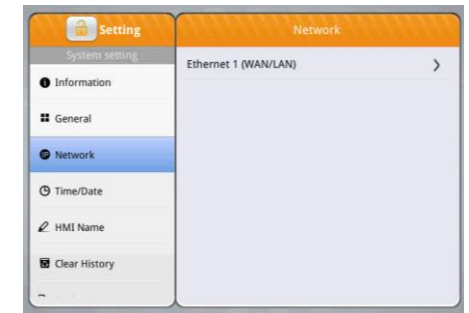 Setting
System setting
Information
General
Network
Time/Date
HMI Name
Clear History
Network
Ethernet 1 (WAN/LAN)